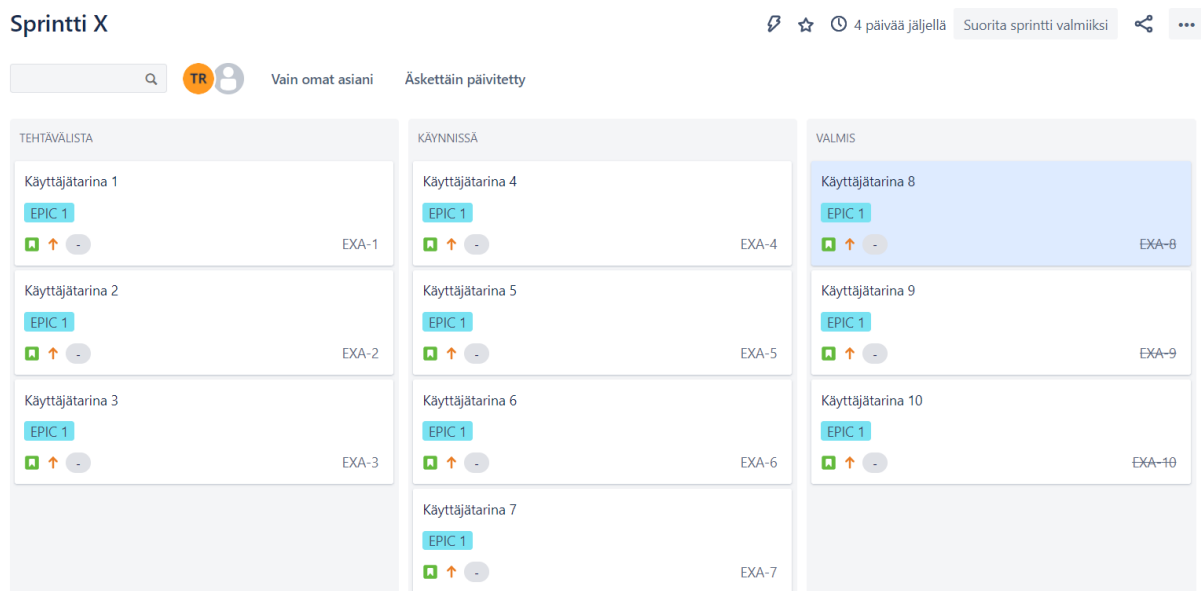 Sprintti X
4 päivää jäljellä
Suorita sprintti valmiiksi
TR
Vain omat asiani
Äskettäin päivitetty
TEHTÄVÄLISTA
Käyttäjätarina 1
EPIC 1
-
EXA-1
Käyttäjätarina 2
EPIC 1
-
EXA-2
Käyttäjätarina 3
EPIC 1
-
EXA-3
KÄYNNISSÄ
Käyttäjätarina 4
EPIC 1
-
EXA-4
Käyttäjätarina 5
EPIC 1
-
EXA-5
Käyttäjätarina 6
EPIC 1
-
EXA-6
Käyttäjätarina 7
EPIC 1
-
EXA-7
VALMIS
Käyttäjätarina 8
EPIC 1
-
EXA-8
Käyttäjätarina 9
EPIC 1
-
EXA-9
Käyttäjätarina 10
EPIC 1
-
EXA-10